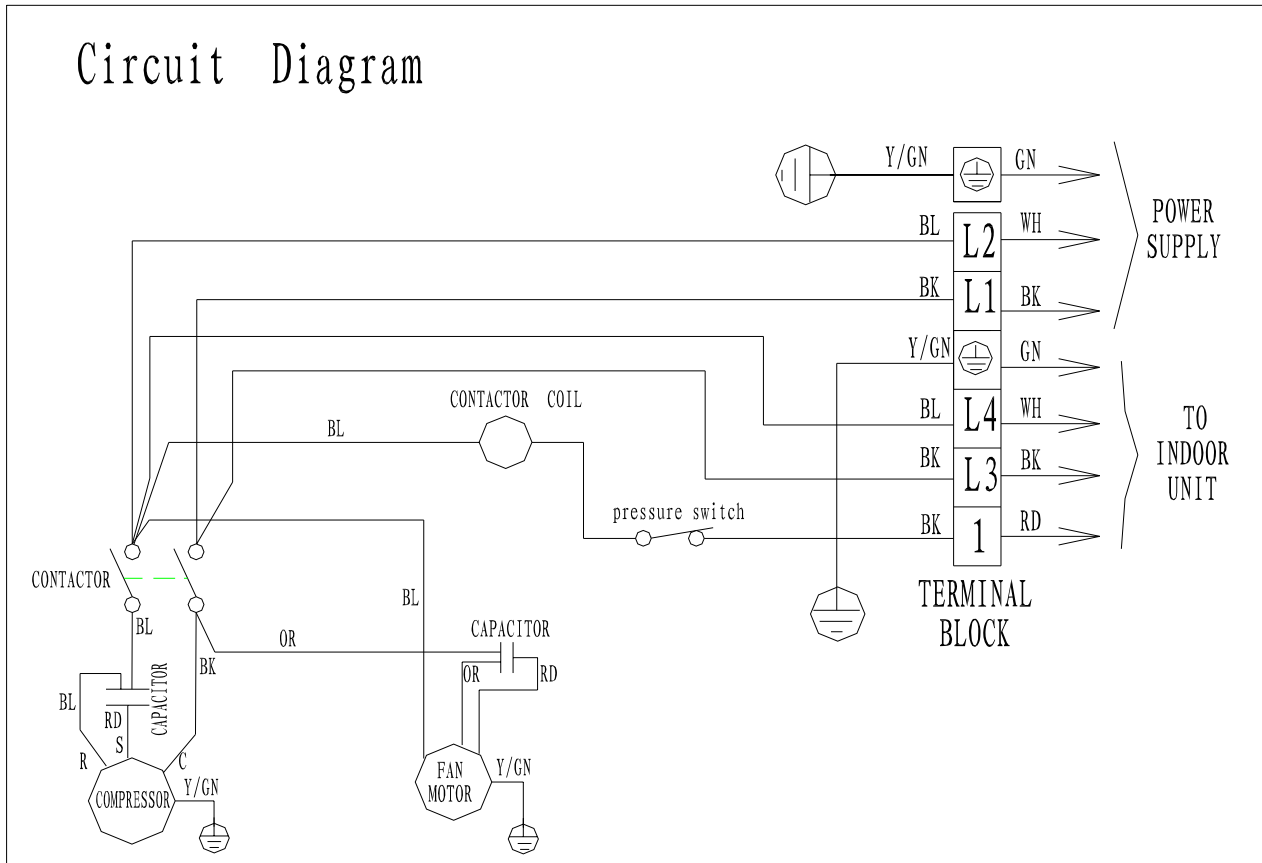 Circuit Diagram
Y/GN
GN
BL
L2
WH
POWER
SUPPLY
BK
L1
BK
Y/GN
GN
CONTACTOR COIL
BL
BL
L4
WH
TO
INDOOR
UNIT
BK
L3
BK
pressure switch
BK
1
RD
TERMINAL
BLOCK
CONTACTOR
BL
BL
OR
CAPACITOR
BK
OR
RD
BL
CAPACITOR
RD
S
R
C
COMPRESSOR
Y/GN
FAN
MOTOR
Y/GN